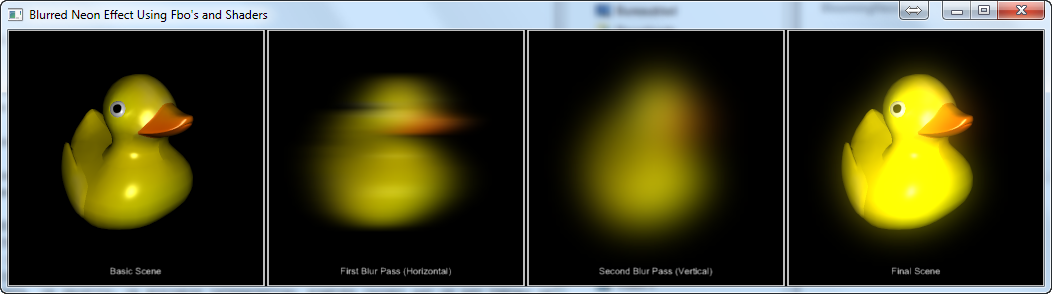 Blurred Neon Effect Using Fbo's and Shaders
Basic Scene
First Blur Pass (Horizontal)
Second Blur Pass (Vertical)
Final Scene